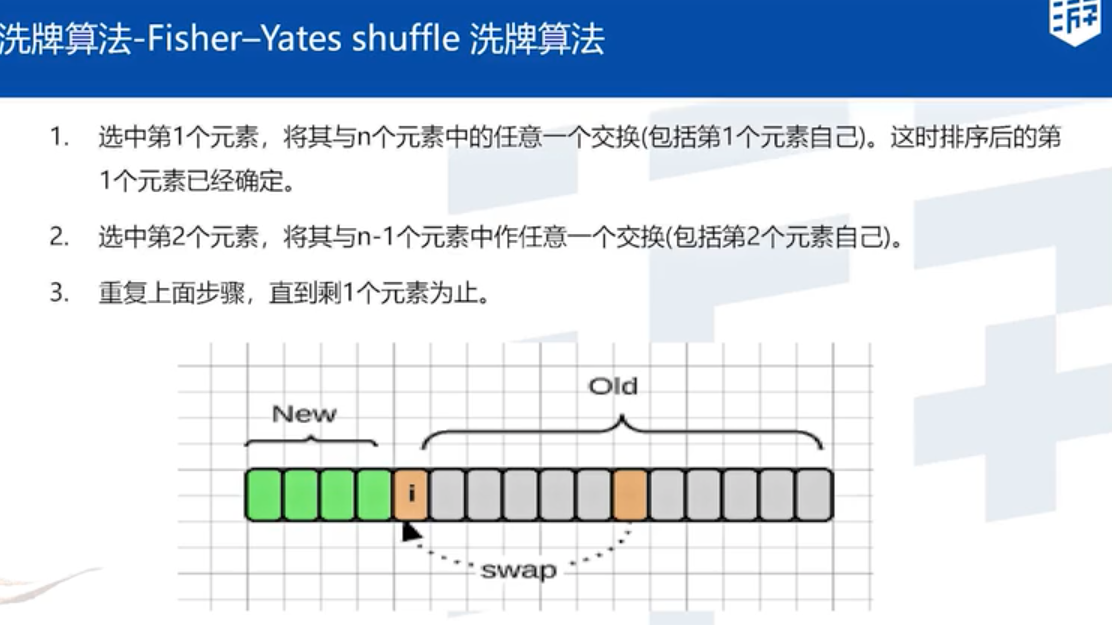 洗牌算法-Fisher–Yates shuffle 洗牌算法
1. 选中第1个元素，将其与n个元素中的任意一个交换(包括第1个元素自己)。这时排序后的第
1个元素已经确定。
2. 选中第2个元素，将其与n-1个元素中作任意一个交换(包括第2个元素自己)。
3. 重复上面步骤，直到剩1个元素为止。
Old
New
i
swap